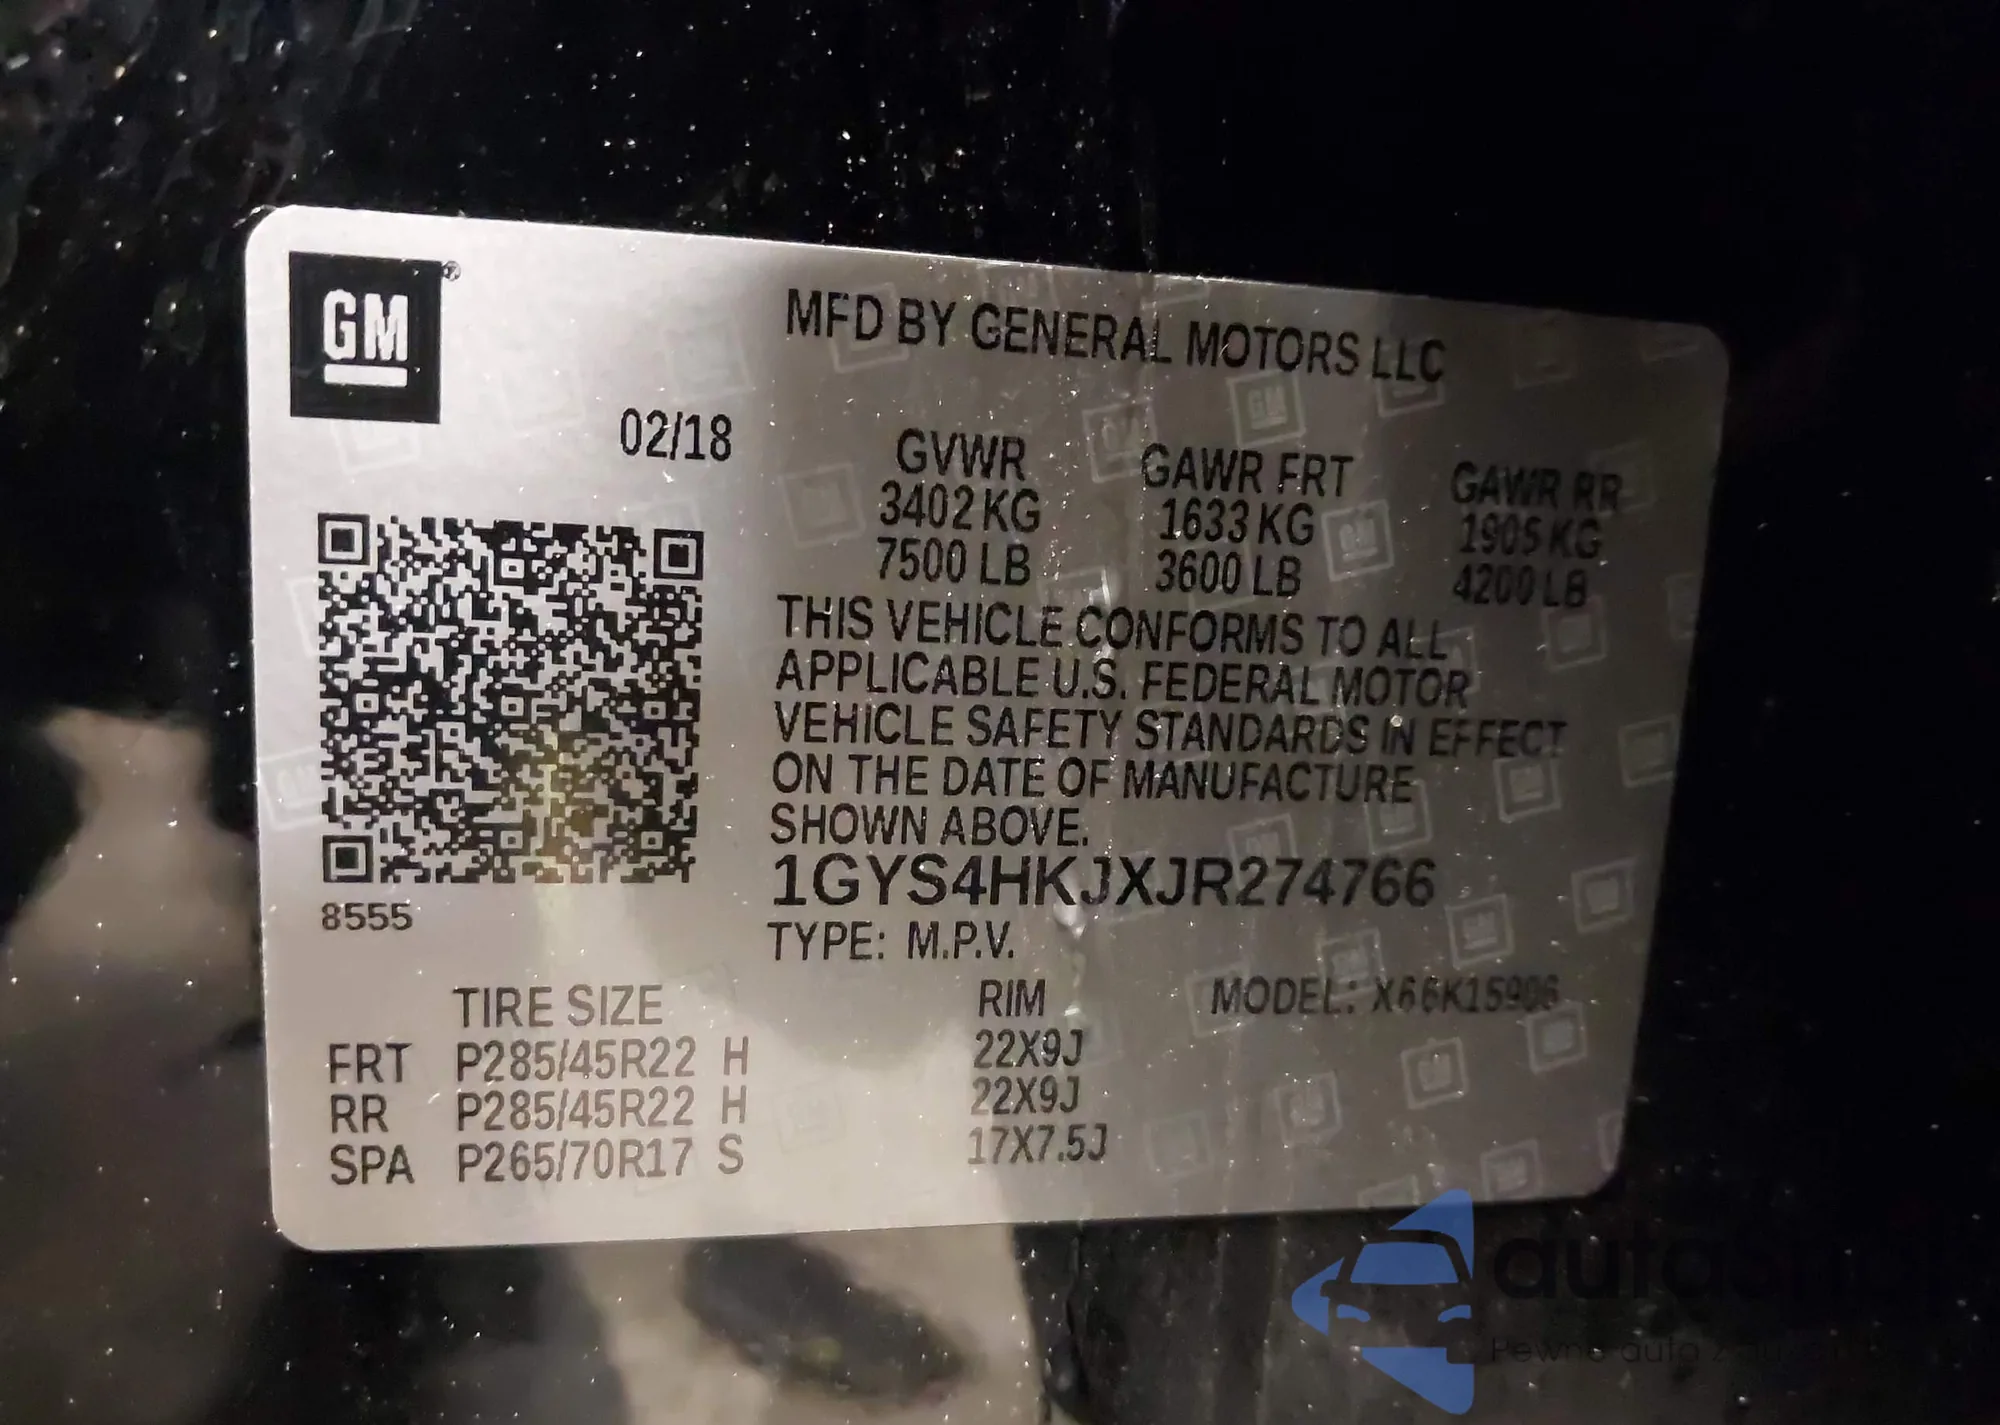 GM®
MFD BY GENERAL MOTORS LLC
02/18
GVWR GAWR FRT GAWR RR
3402 KG 1633 KG 1905 KG
7500 LB 3600 LB 4200 LB
THIS VEHICLE CONFORMS TO ALL
APPLICABLE U.S. FEDERAL MOTOR
VEHICLE SAFETY STANDARDS IN EFFECT
ON THE DATE OF MANUFACTURE
SHOWN ABOVE.
1GYS4HKJXJR274766
8555
TYPE: M.P.V.
TIRE SIZE RIM MODEL: X66K15906
FRT P285/45R22 H 22X9J
RR P285/45R22 H 22X9J
SPA P265/70R17 S 17X7.5J
auto